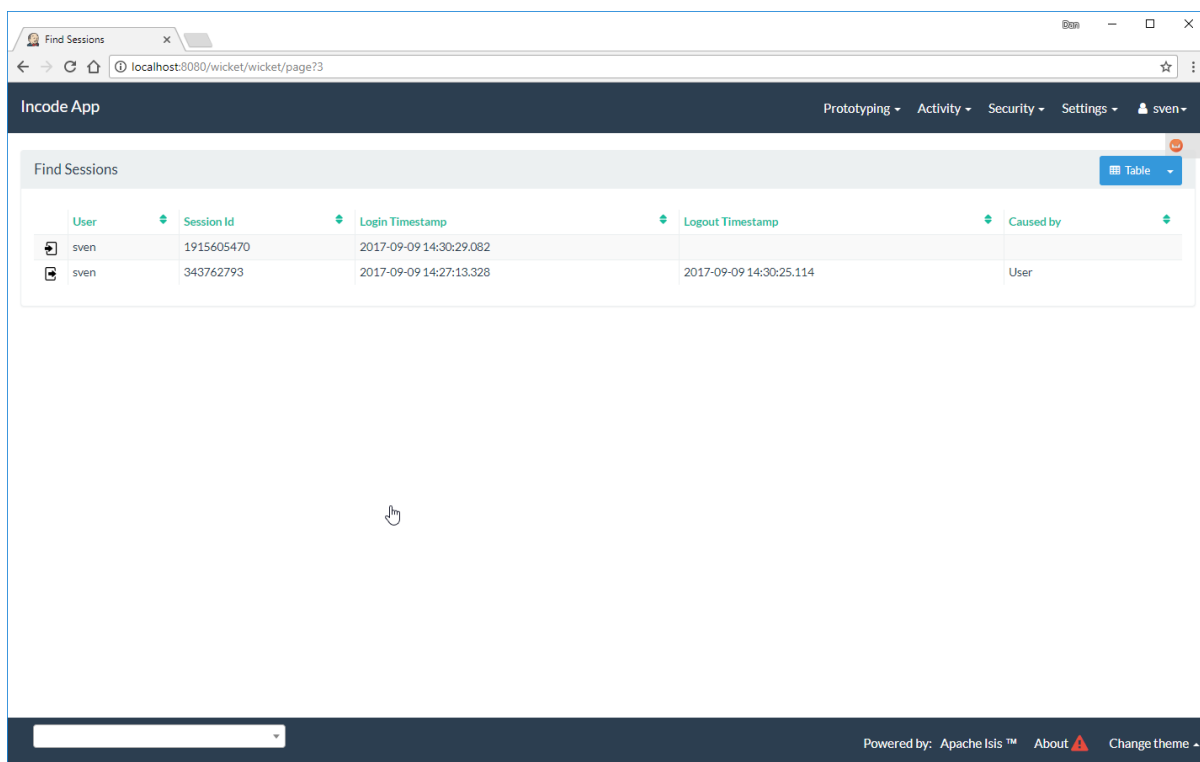 Dan
Find Sessions
localhost:8080/wicket/wicket/page?3
Incode App Prototyping Activity Security Settings sven
Find Sessions Table
User Session Id Login Timestamp Logout Timestamp Caused by
sven 1915605470 2017-09-09 14:30:29.082
sven 343762793 2017-09-09 14:27:13.328 2017-09-09 14:30:25.114 User
Powered by: Apache Isis ™ About Change theme